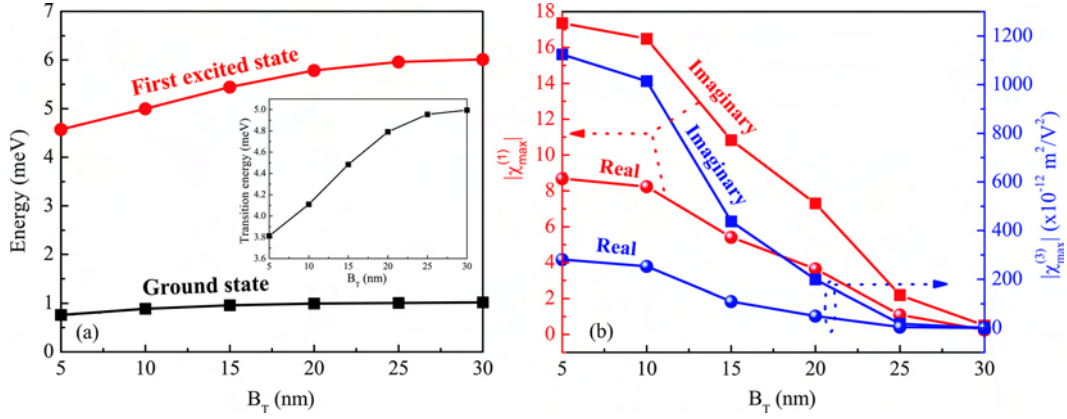 7
6
5
4
3
2
1
0
Energy (meV)
First excited state
Ground state
(a)
5 10 15 20 25 30
B_T (nm)
5.0
4.8
4.6
4.4
4.2
4.0
3.8
3.6
Transition energy (meV)
5 10 15 20 25 30
B_T (nm)
18
16
14
12
10
8
6
4
2
0
|χ_max^(1)|
Imaginary
Imaginary
Real
Real
(b)
5 10 15 20 25 30
B_T (nm)
1200
1000
800
600
400
200
0
|χ_max^(3)| (x10^-12 m^2/V^2)